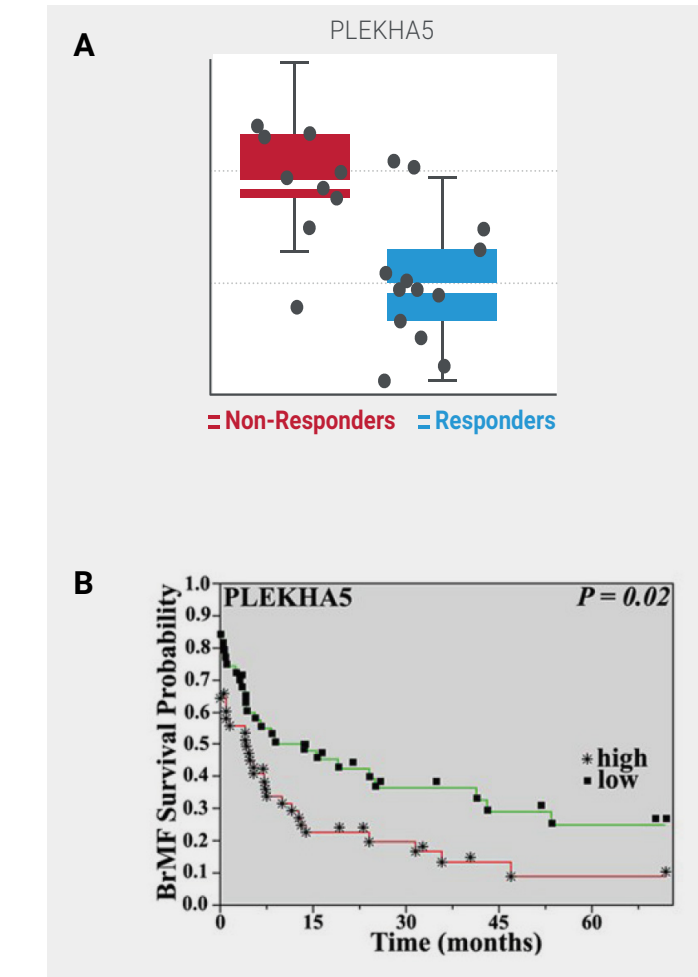 A
PLEKHA5
Non-Responders Responders
B
PLEKHA5 P = 0.02
BrMF Survival Probability
1.0
0.9
0.8
0.7
0.6
0.5
0.4
0.3
0.2
0.1
0.0
high
low
0 15 30 45 60
Time (months)